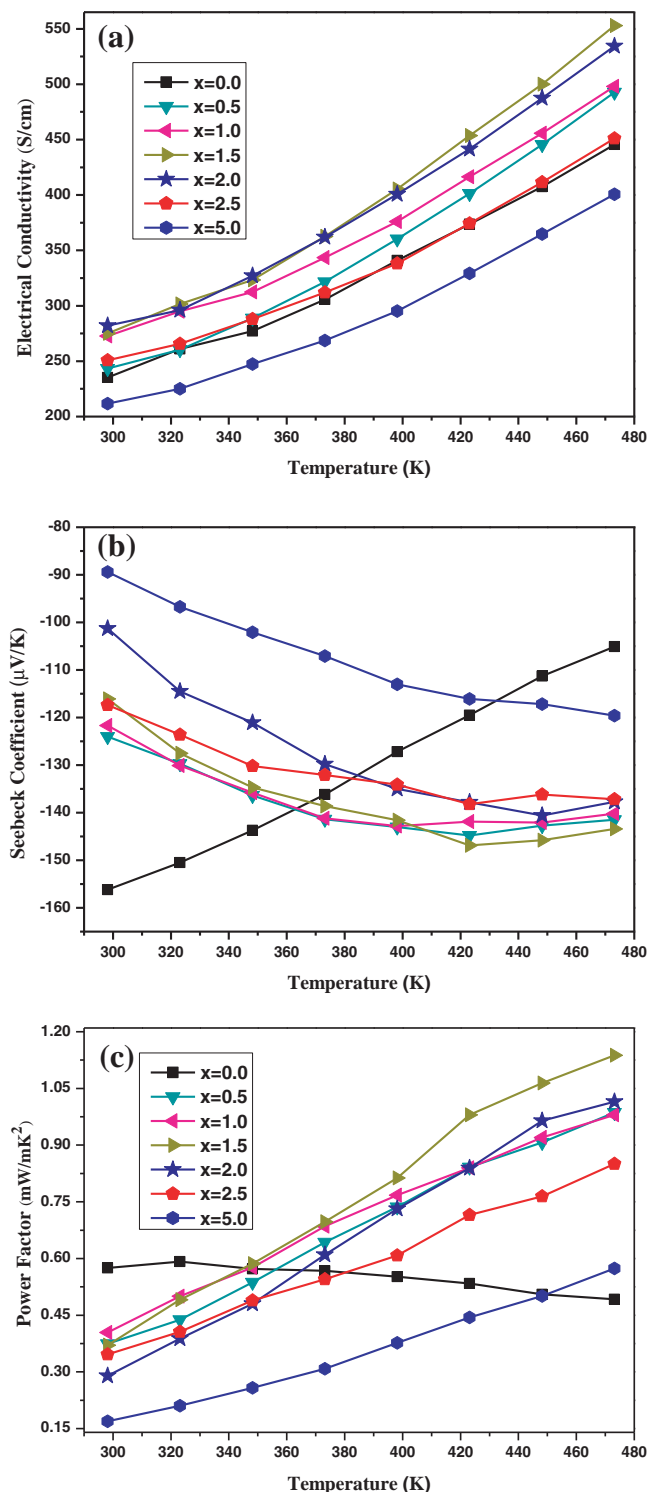 (a)
x=0.0
x=0.5
x=1.0
x=1.5
x=2.0
x=2.5
x=5.0
550
500
450
400
350
300
250
200
Electrical Conductivity (S/cm)
300 320 340 360 380 400 420 440 460 480
Temperature (K)
(b)
-80
-90
-100
-110
-120
-130
-140
-150
-160
Seebeck Coefficient (μV/K)
300 320 340 360 380 400 420 440 460 480
Temperature (K)
(c)
x=0.0
x=0.5
x=1.0
x=1.5
x=2.0
x=2.5
x=5.0
1.20
1.05
0.90
0.75
0.60
0.45
0.30
0.15
Power Factor (mW/mK²)
300 320 340 360 380 400 420 440 460 480
Temperature (K)